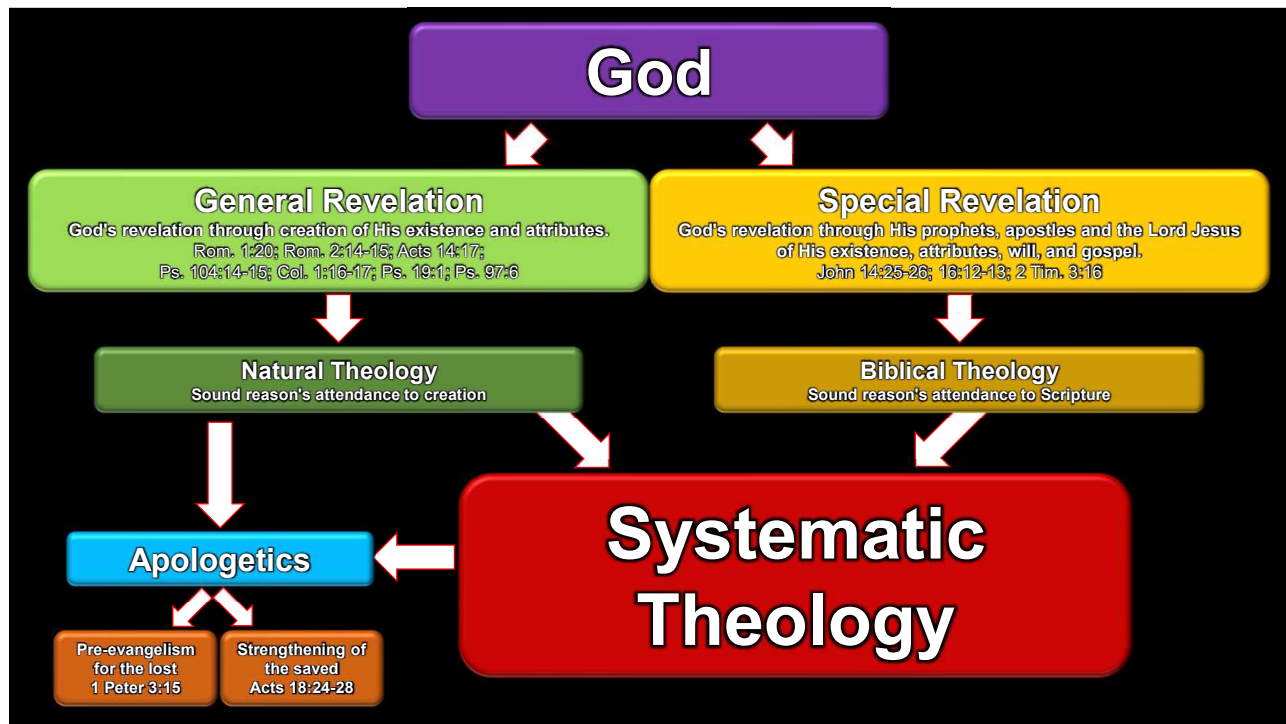 God
General Revelation
God's revelation through creation of His existence and attributes.
Rom. 1:20; Rom. 2:14-15; Acts 14:17;
Ps. 104:14-15; Col. 1:16-17; Ps. 19:1; Ps. 97:6
Special Revelation
God's revelation through His prophets, apostles and the Lord Jesus
of His existence, attributes, will, and gospel.
John 14:25-26; 16:12-13; 2 Tim. 3:16
Natural Theology
Sound reason's attendance to creation
Biblical Theology
Sound reason's attendance to Scripture
Systematic
Theology
Apologetics
Pre-evangelism
for the lost
1 Peter 3:15
Strengthening of
the saved
Acts 18:24-28